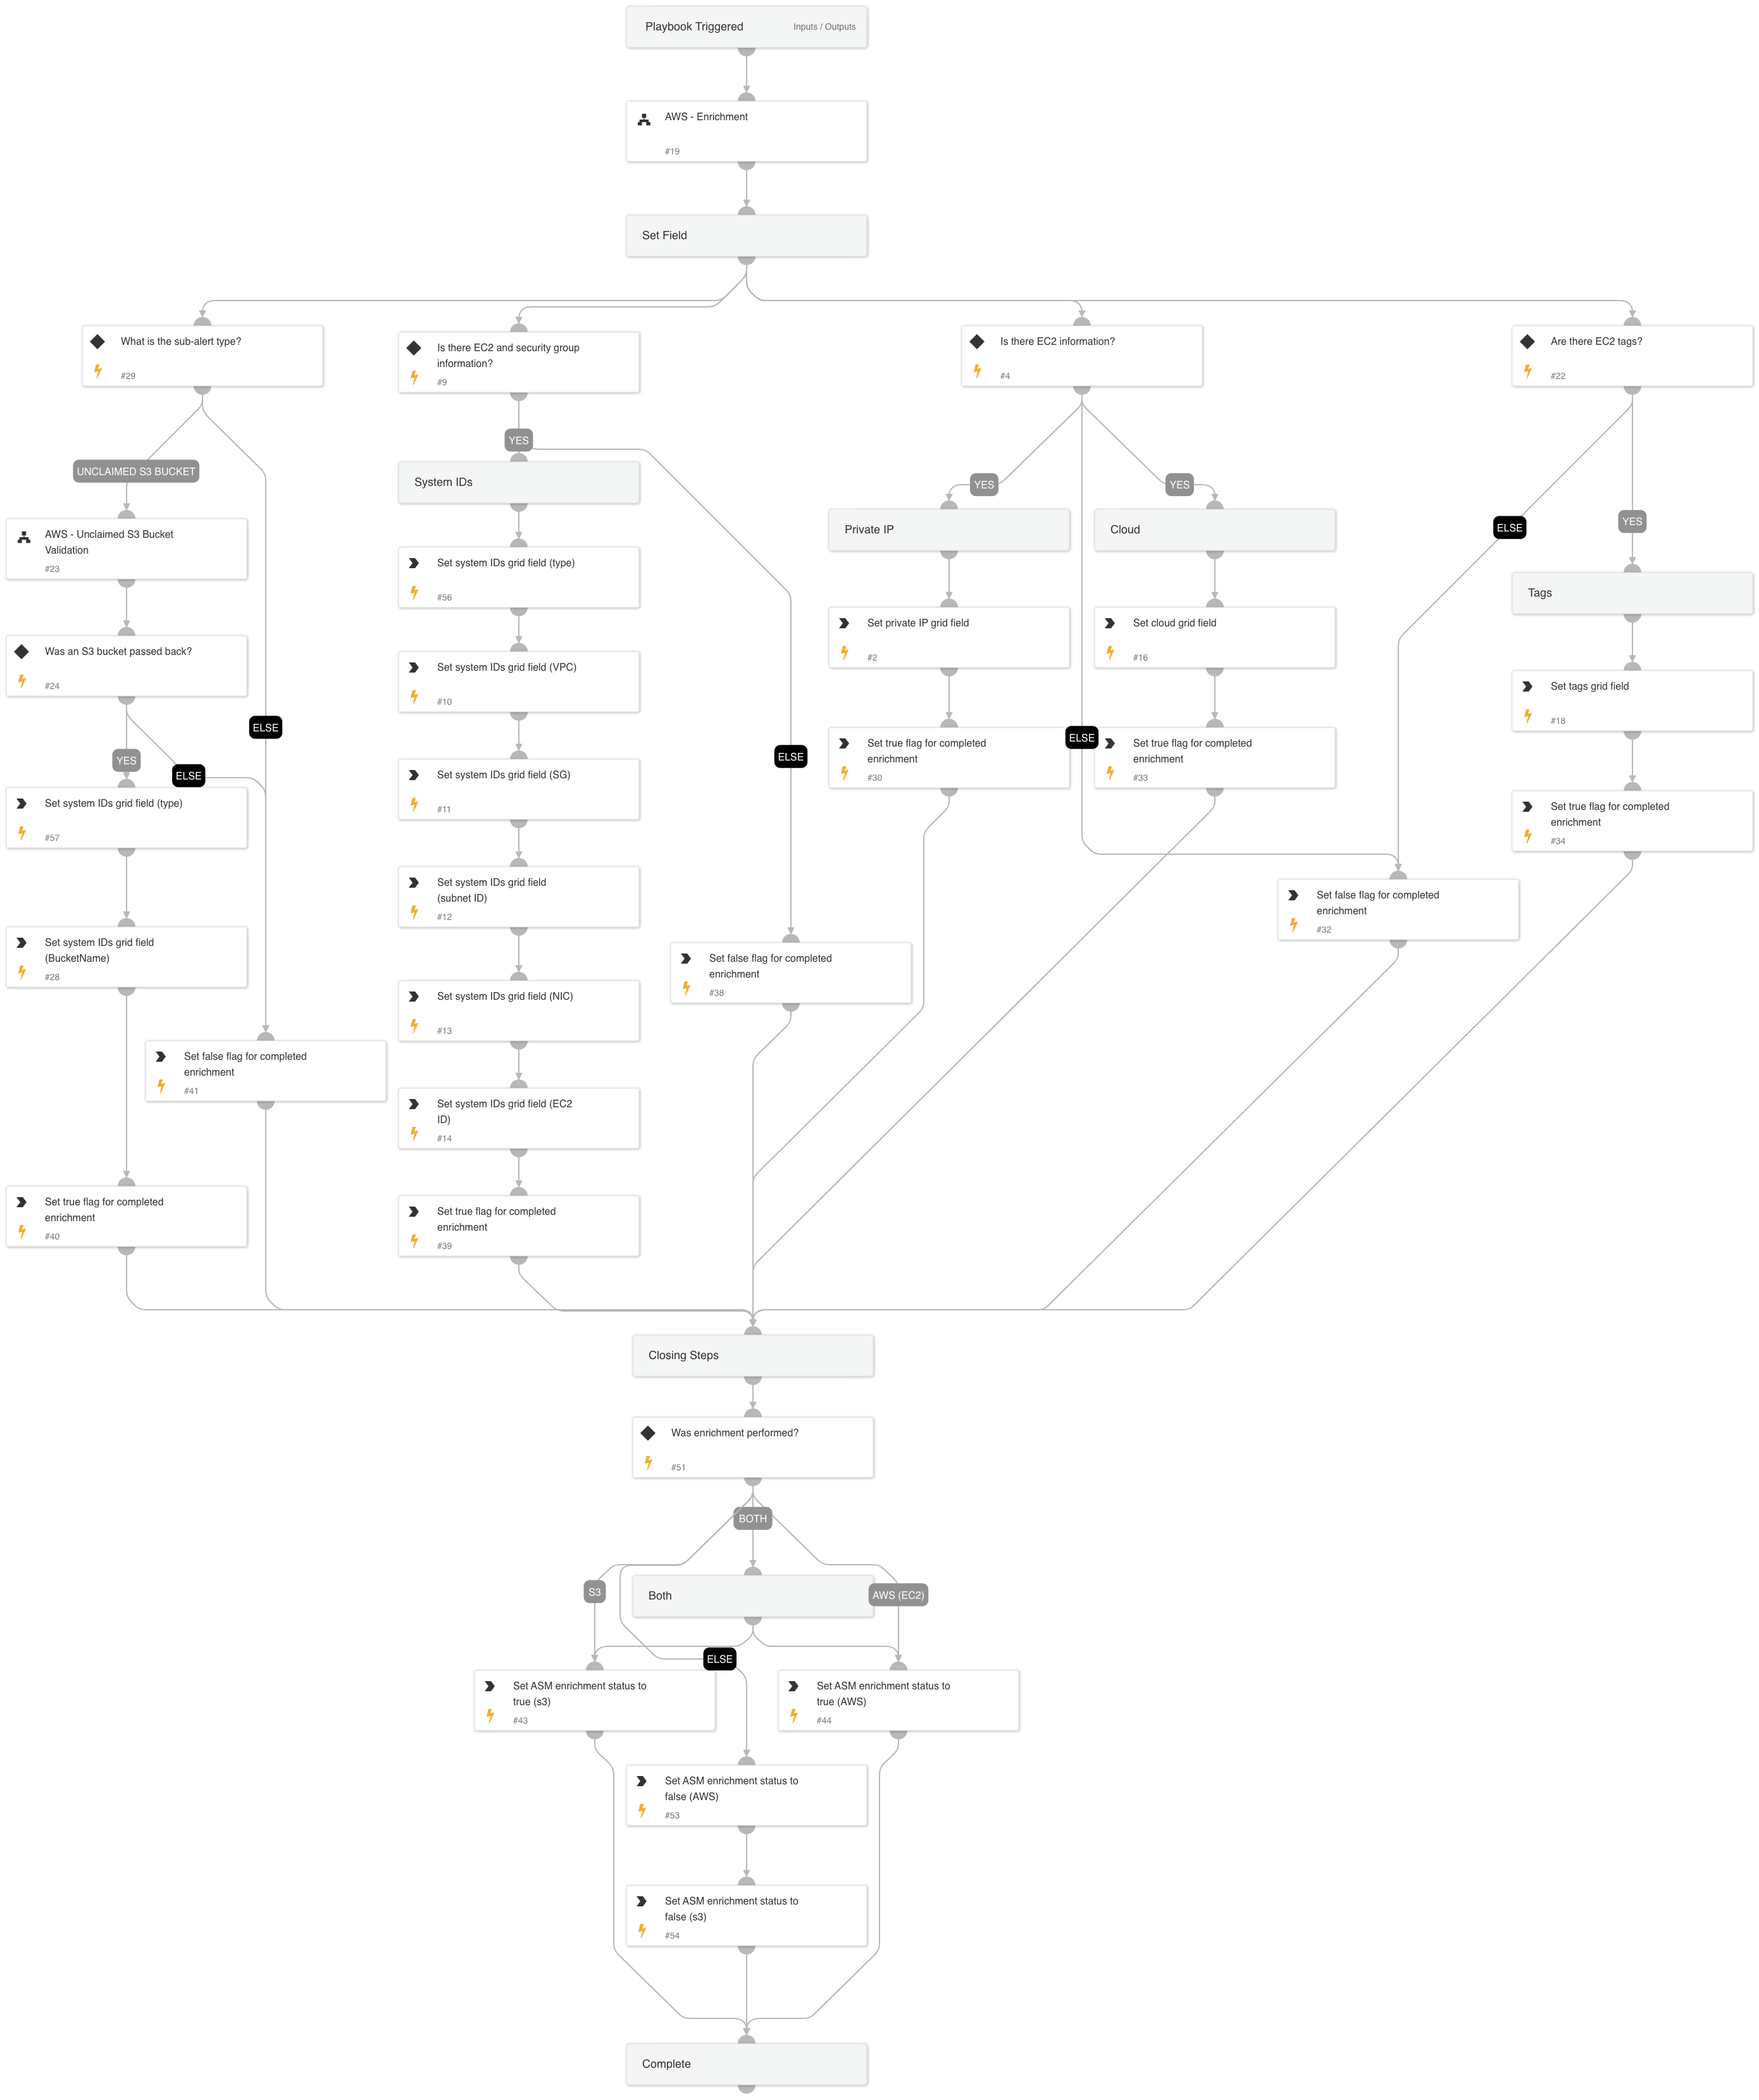 Playbook Triggered
Inputs / Outputs
AWS - Enrichment
#19
Set Field
What is the sub-alert type?
#29
Is there EC2 and security group
information?
#9
Is there EC2 information?
#4
Are there EC2 tags?
#22
UNCLAIMED S3 BUCKET
YES
YES
YES
ELSE
YES
AWS - Unclaimed S3 Bucket
Validation
#23
System IDs
Private IP
Cloud
Tags
Set system IDs grid field (type)
#56
Set private IP grid field
#2
Set cloud grid field
#16
Was an S3 bucket passed back?
#24
Set system IDs grid field (VPC)
#10
Set tags grid field
#18
ELSE
YES
ELSE
ELSE
ELSE
Set true flag for completed
enrichment
#30
Set true flag for completed
enrichment
#33
Set system IDs grid field (type)
#57
Set system IDs grid field (SG)
#11
Set true flag for completed
enrichment
#34
Set system IDs grid field
(subnet ID)
#12
Set false flag for completed
enrichment
#32
Set system IDs grid field
(BucketName)
#28
Set false flag for completed
enrichment
#38
Set system IDs grid field (NIC)
#13
Set false flag for completed
enrichment
#41
Set system IDs grid field (EC2
ID)
#14
Set true flag for completed
enrichment
#40
Set true flag for completed
enrichment
#39
Closing Steps
Was enrichment performed?
#51
BOTH
S3
Both
AWS (EC2)
ELSE
Set ASM enrichment status to
true (s3)
#43
Set ASM enrichment status to
true (AWS)
#44
Set ASM enrichment status to
false (AWS)
#53
Set ASM enrichment status to
false (s3)
#54
Complete